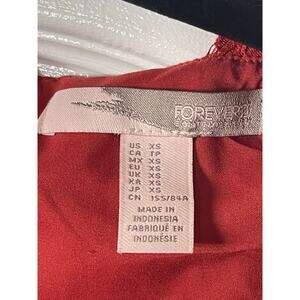 FOREVER 21
US XS
CA TP
MX XS
EU XS
UK XS
KR XS
JP XS
CN 155/84A
MADE IN
INDONESIA
FABRIQUÉ EN
INDONÉSIE